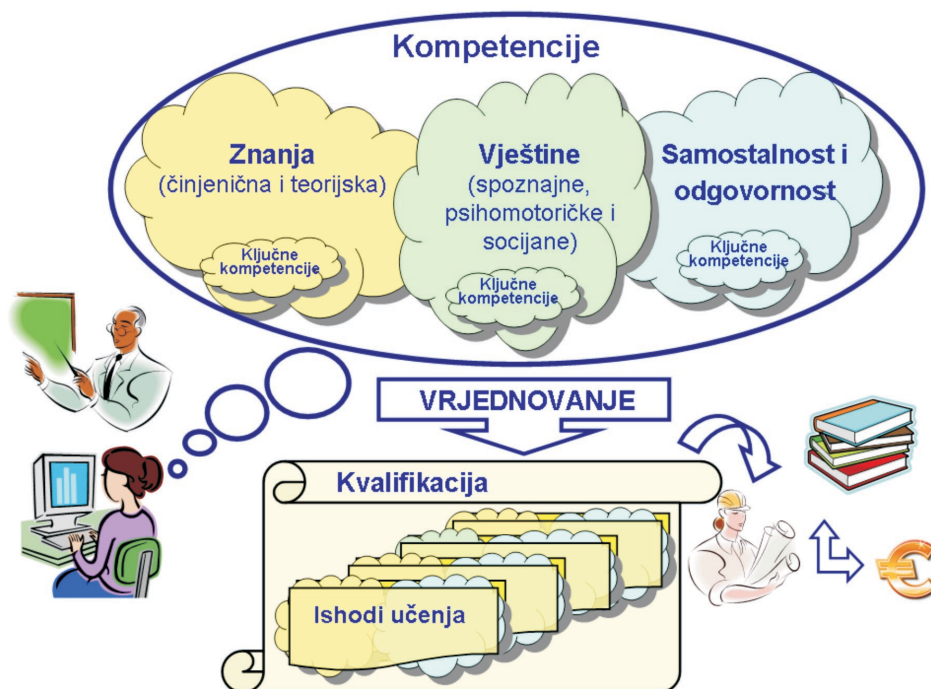 Kompetencije
Znanja
(činjenična i teorijska)
Ključne
kompetencije
Vještine
(spoznajne,
psihomotoričke i
socijane)
Ključne
kompetencije
Samostalnost i
odgovornost
Ključne
kompetencije
VRJEDNOVANJE
Kvalifikacija
Ishodi učenja